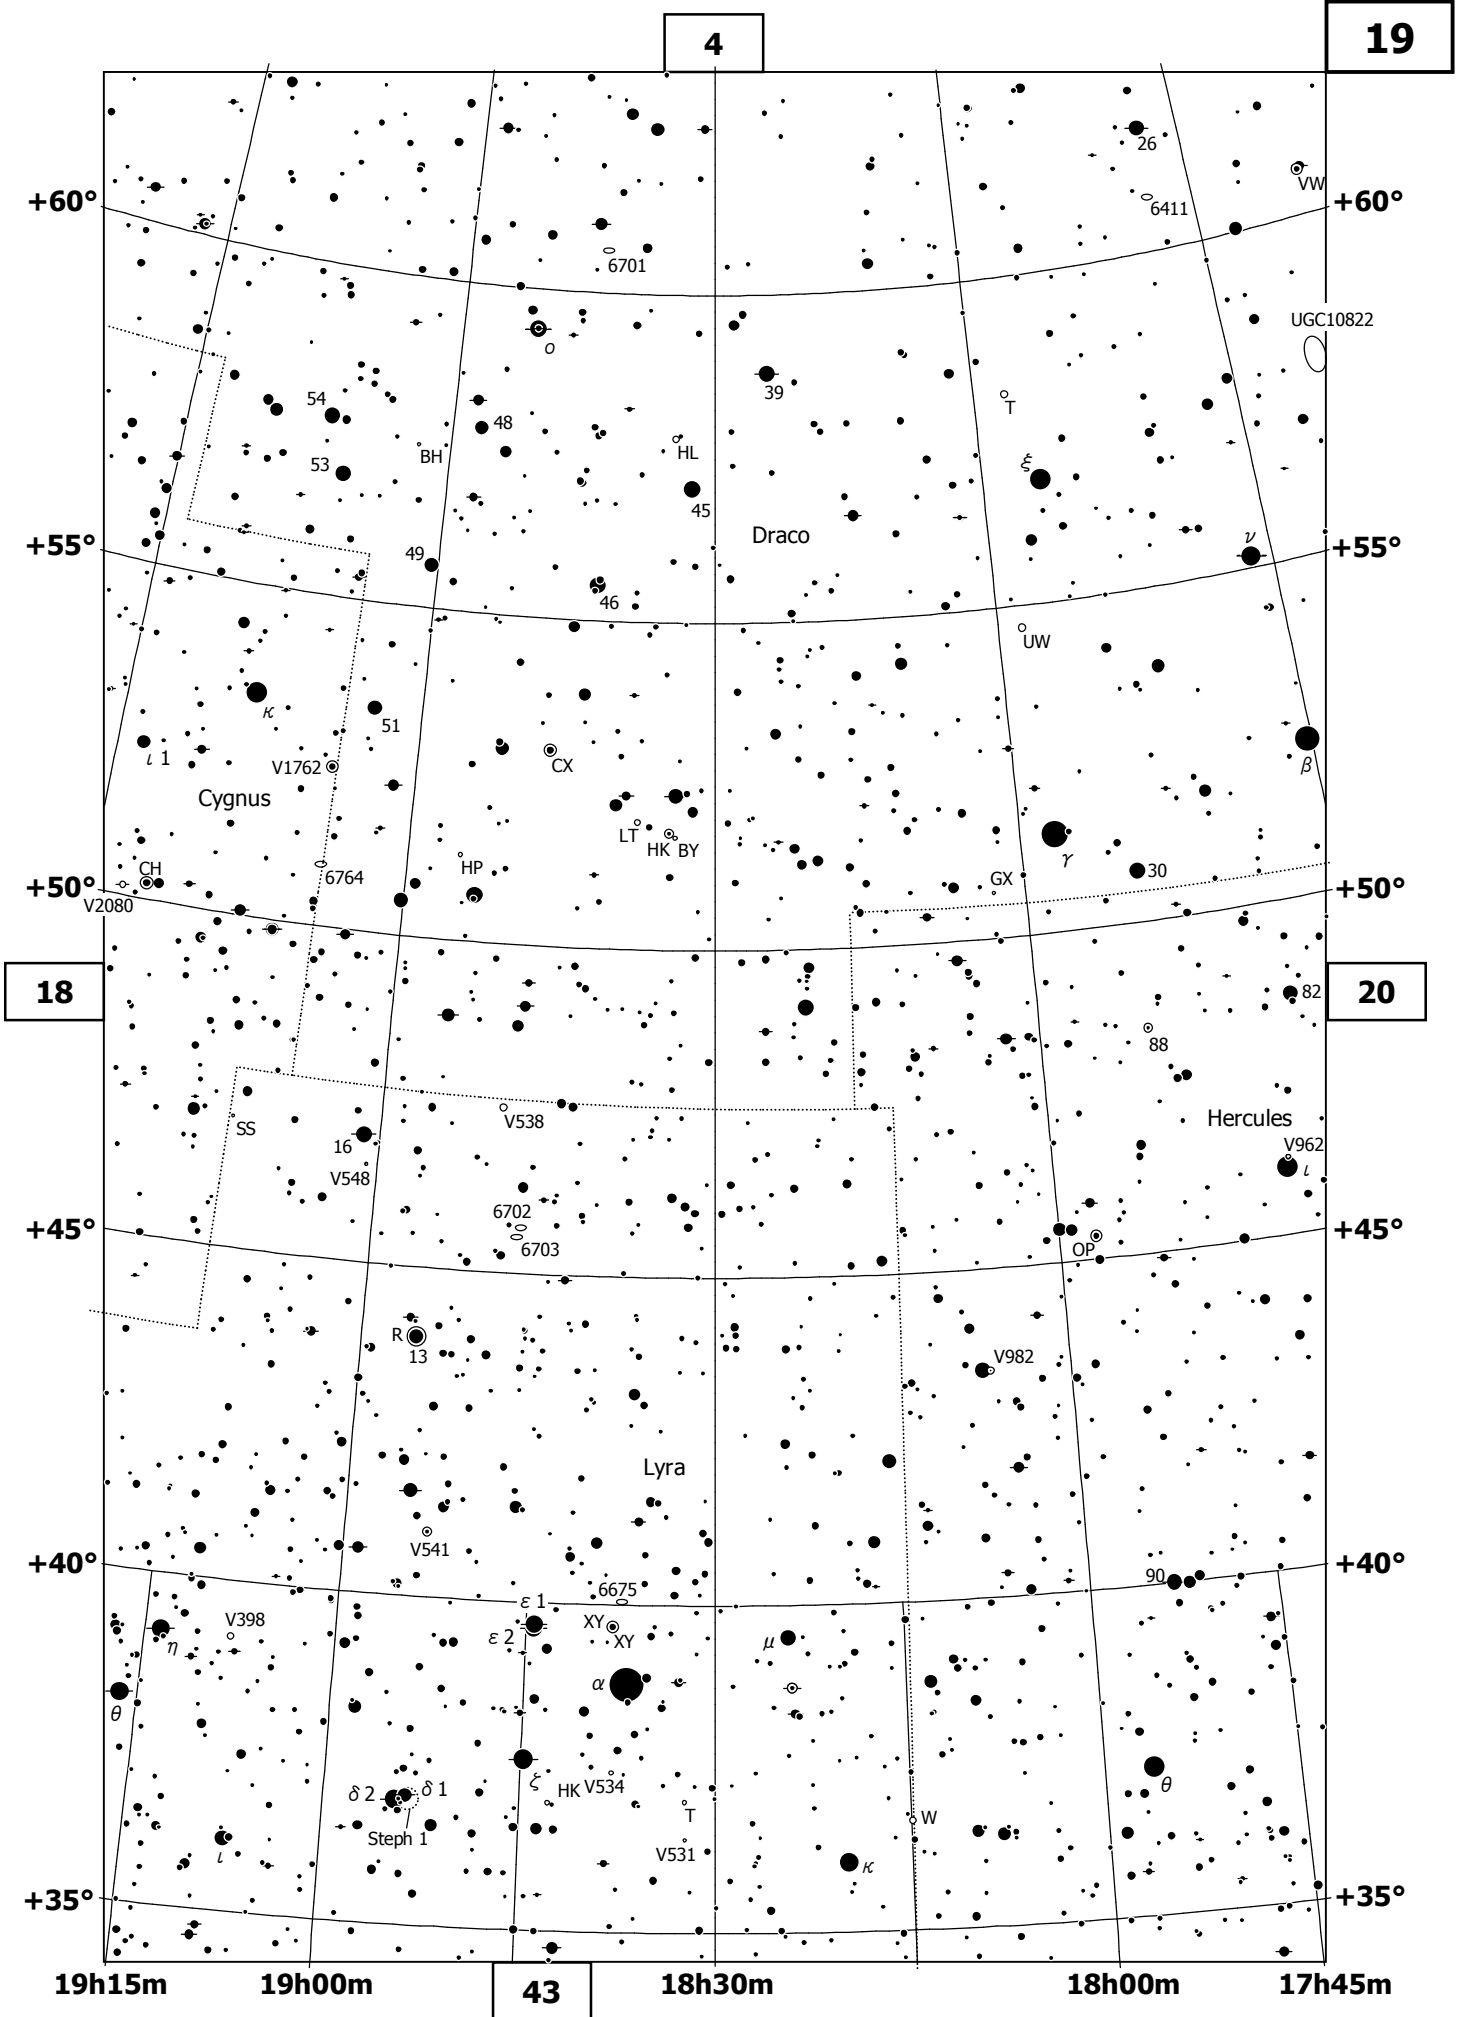 4
19
26
VW
+60°
+60°
6411
6701
UGC10822
ο
39
54
T
48
BH
HL
53
ξ
45
Draco
ν
+55°
+55°
49
46
UW
κ
51
ι 1
CX
V1762
β
Cygnus
LT
HK
BY
γ
CH
6764
HP
GX
30
+50°
+50°
V2080
18
20
82
88
Hercules
V538
SS
16
V962
V548
ι
6702
+45°
+45°
6703
OP
R
13
V982
Lyra
V541
+40°
+40°
90
6675
ε 1
V398
XY
ε 2
XY
μ
η
α
θ
ζ
HK
V534
δ 2
δ 1
θ
T
W
Steph 1
ι
V531
κ
+35°
+35°
19h15m
19h00m
18h30m
18h00m
17h45m
43